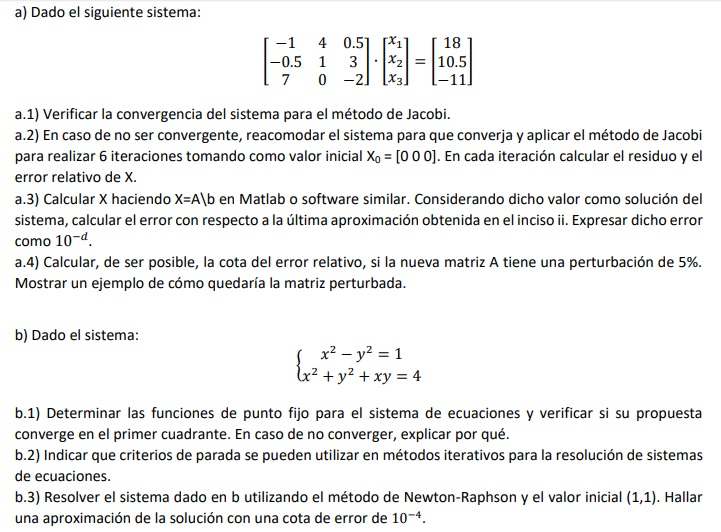 a) Dado el siguiente sistema:
[−1 4 0.5] [x₁] [18]
[−0.5 1 3] · [x₂] = [10.5]
[7 0 −2] [x₃] [−11]
a.1) Verificar la convergencia del sistema para el método de Jacobi.
a.2) En caso de no ser convergente, reacomodar el sistema para que converja y aplicar el método de Jacobi
para realizar 6 iteraciones tomando como valor inicial X₀ = [0 0 0]. En cada iteración calcular el residuo y el
error relativo de X.
a.3) Calcular X haciendo X=A\b en Matlab o software similar. Considerando dicho valor como solución del
sistema, calcular el error con respecto a la última aproximación obtenida en el inciso ii. Expresar dicho error
como 10⁻ᵈ.
a.4) Calcular, de ser posible, la cota del error relativo, si la nueva matriz A tiene una perturbación de 5%.
Mostrar un ejemplo de cómo quedaría la matriz perturbada.
b) Dado el sistema:
{ x² − y² = 1
x² + y² + xy = 4
b.1) Determinar las funciones de punto fijo para el sistema de ecuaciones y verificar si su propuesta
converge en el primer cuadrante. En caso de no converger, explicar por qué.
b.2) Indicar que criterios de parada se pueden utilizar en métodos iterativos para la resolución de sistemas
de ecuaciones.
b.3) Resolver el sistema dado en b utilizando el método de Newton-Raphson y el valor inicial (1,1). Hallar
una aproximación de la solución con una cota de error de 10⁻⁴.